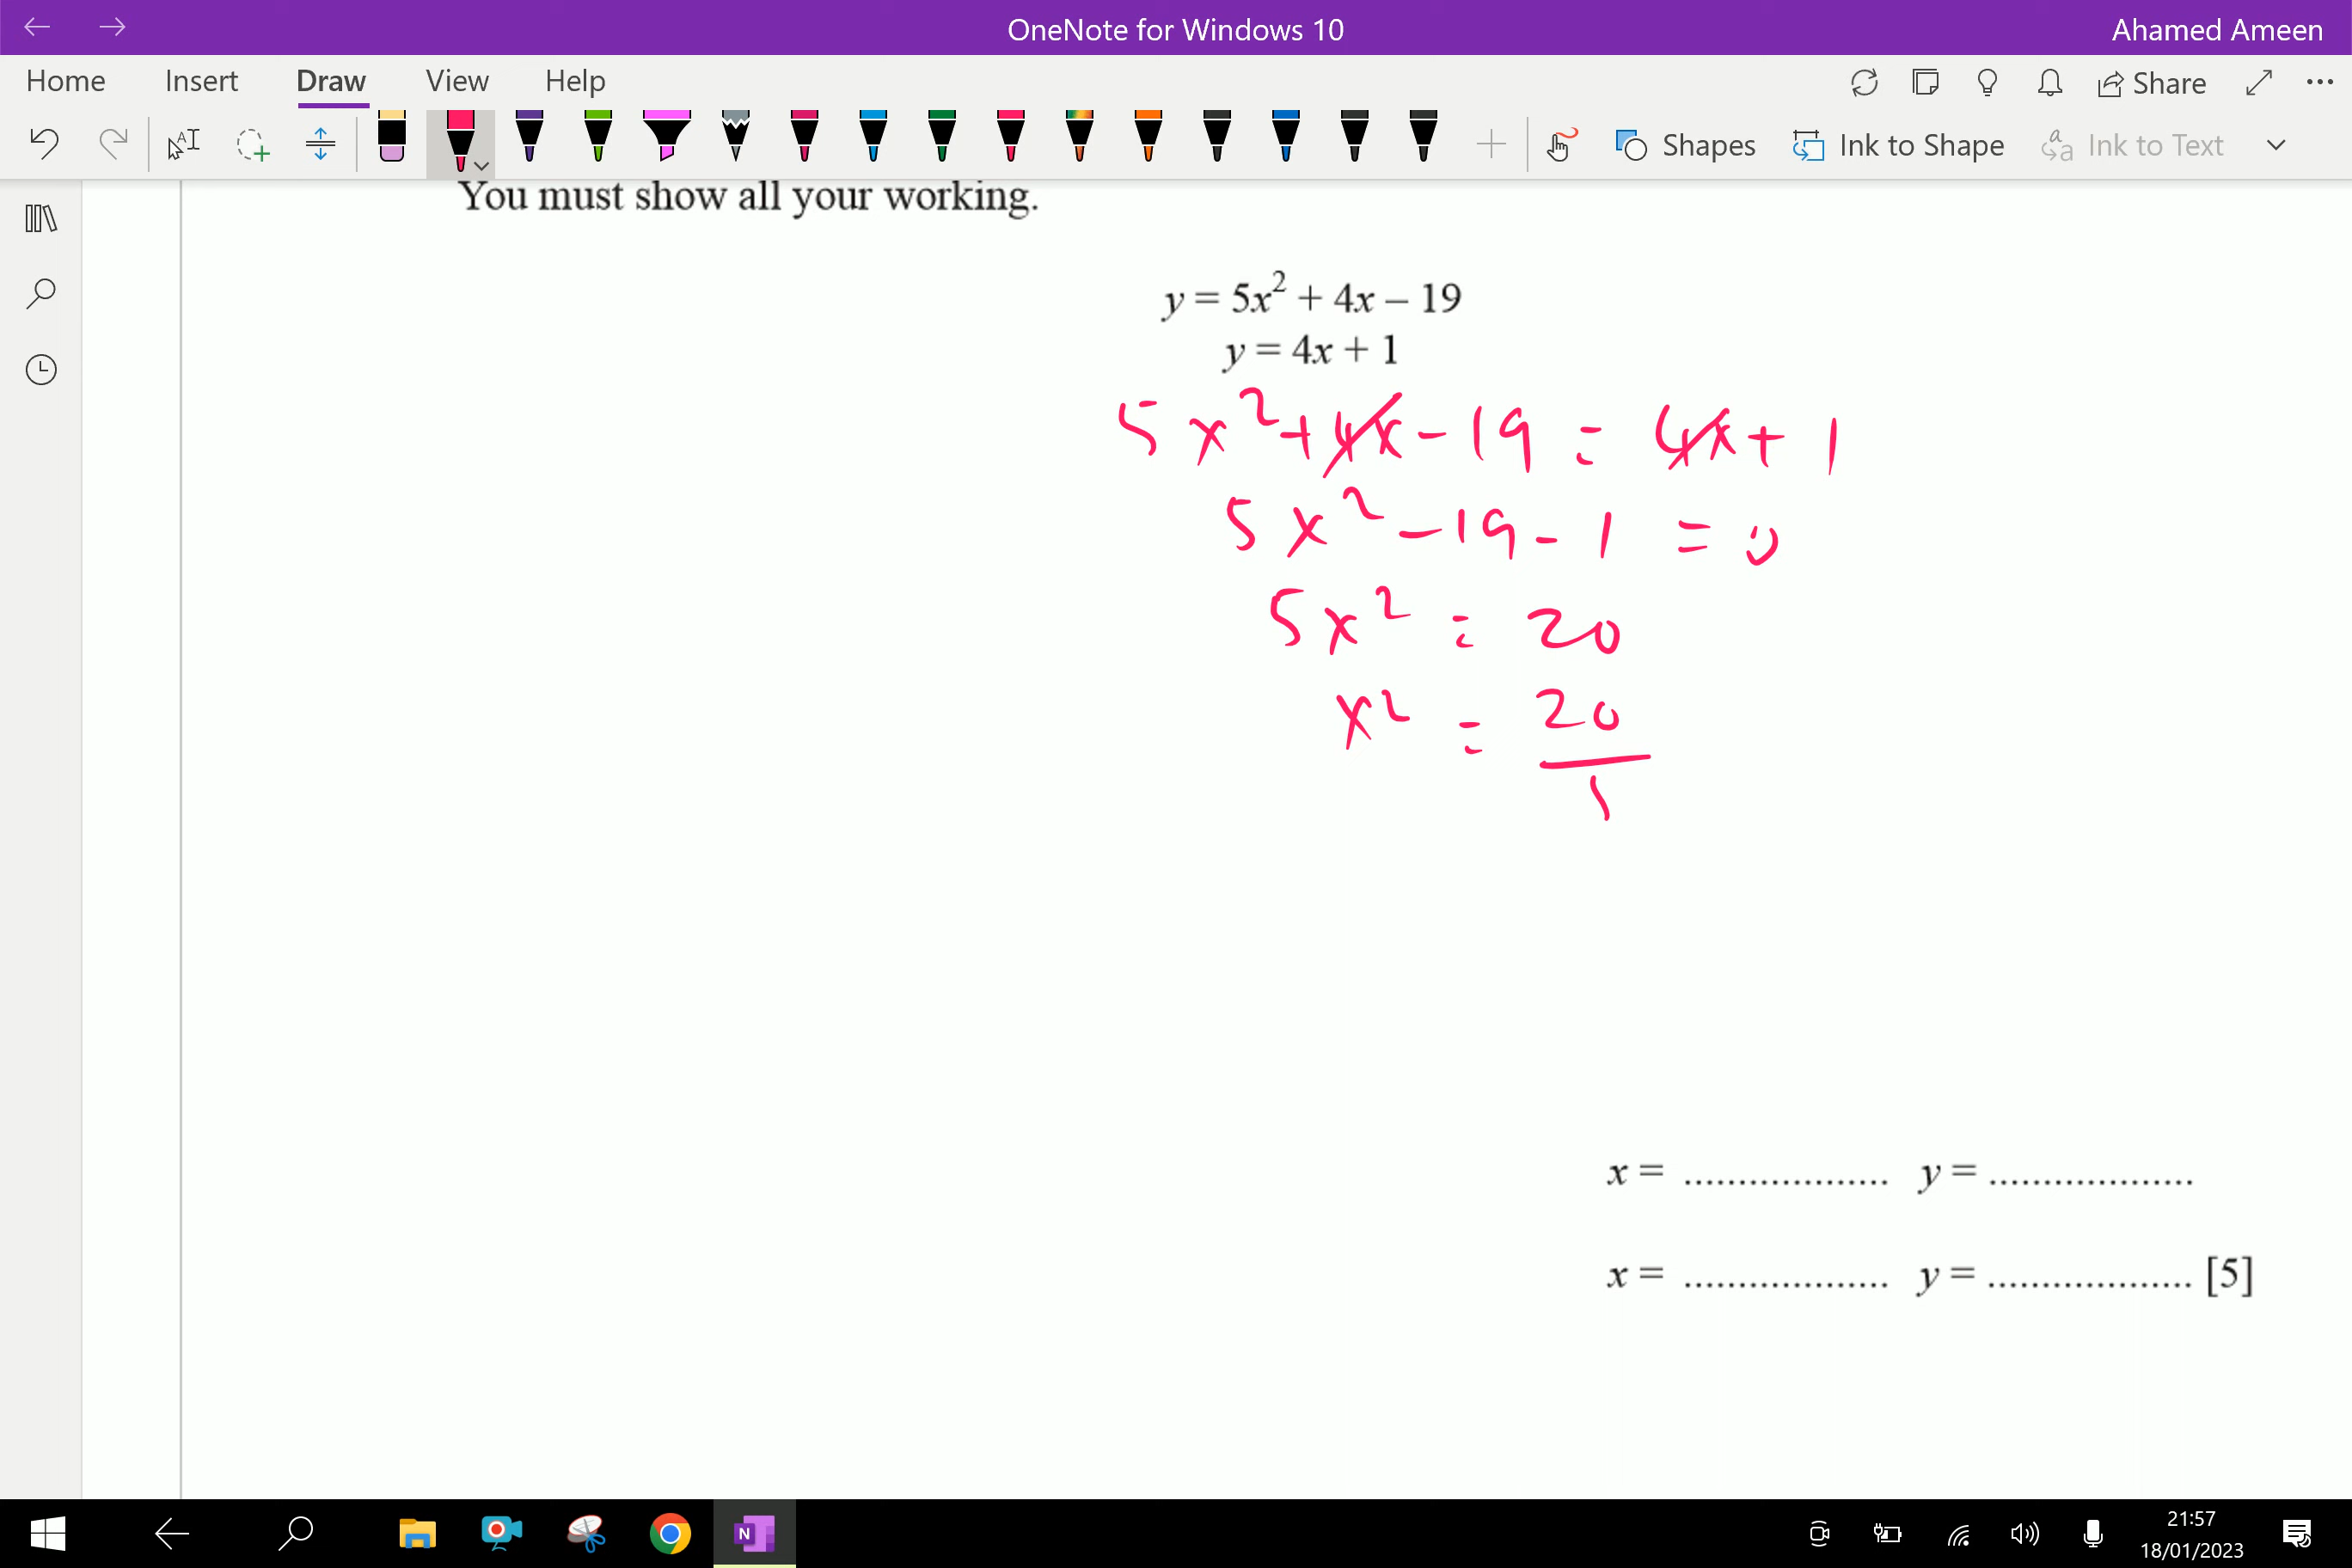 OneNote for Windows 10
Ahamed Ameen
Home Insert Draw View Help
Share
Shapes Ink to Shape Ink to Text
You must show all your working.
y = 5x² + 4x – 19
y = 4x + 1
5x² + 4x - 19 = 4x + 1
5x² - 19 - 1 = 0
5x² = 20
x² = 20
x = ................... y = ...................
x = ................... y = ................... [5]
21:57
18/01/2023